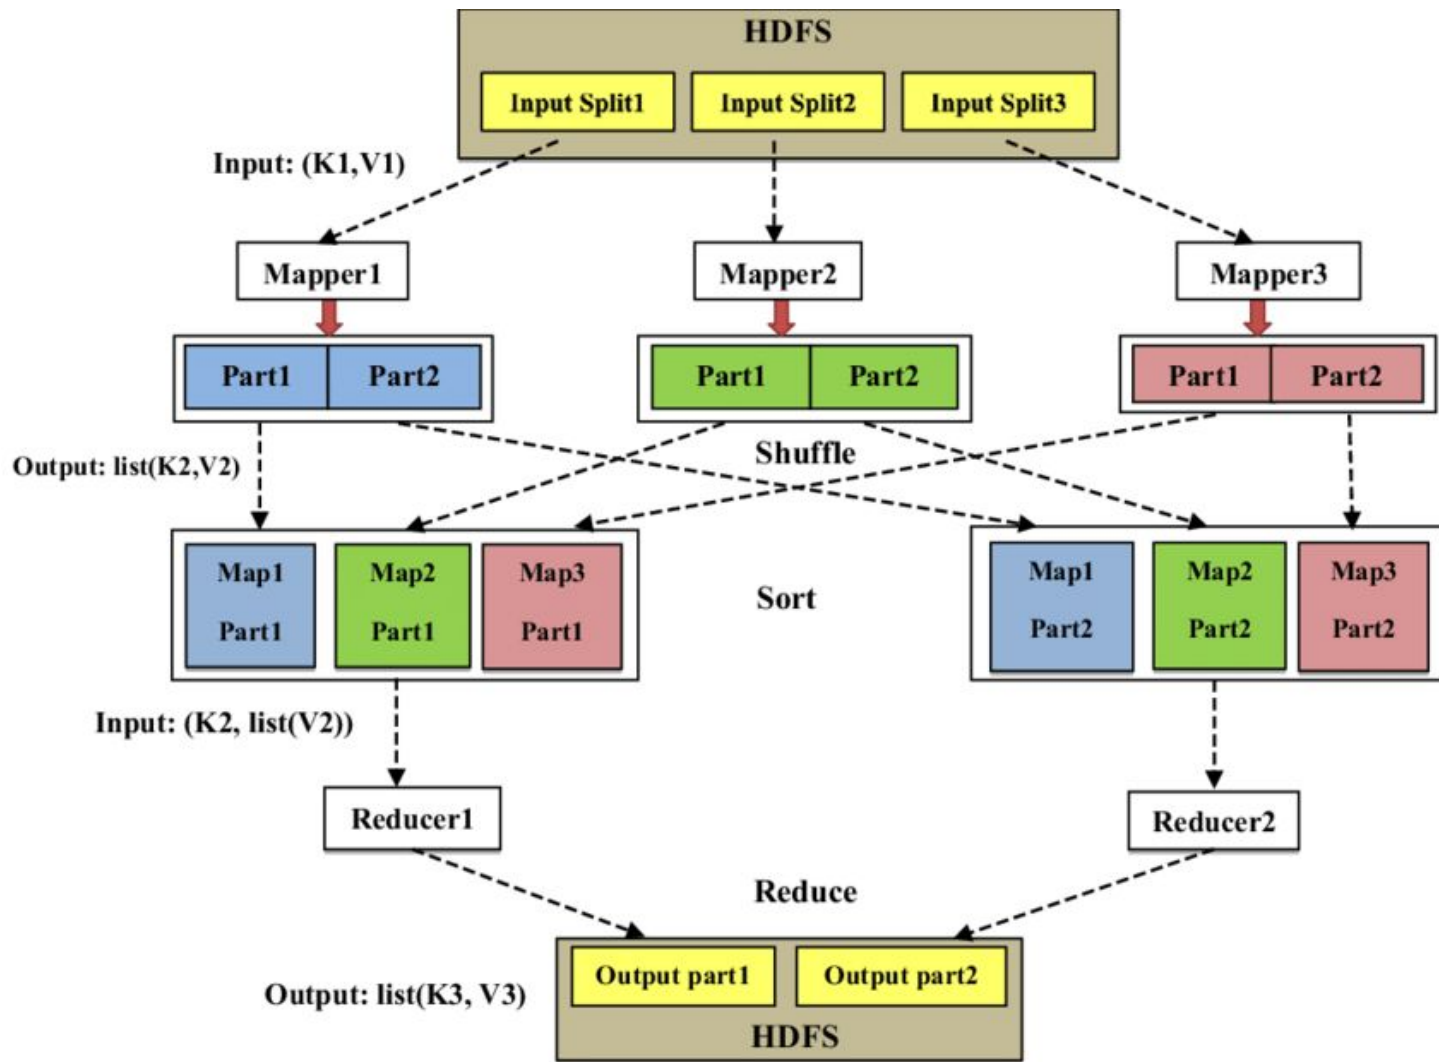 HDFS
Input Split1
Input Split2
Input Split3
Input: (K1,V1)
Mapper1
Mapper2
Mapper3
Part1
Part2
Part1
Part2
Part1
Part2
Shuffle
Output: list(K2,V2)
Map1
Part1
Map2
Part1
Map3
Part1
Sort
Map1
Part2
Map2
Part2
Map3
Part2
Input: (K2, list(V2))
Reducer1
Reducer2
Reduce
Output part1
Output part2
Output: list(K3, V3)
HDFS